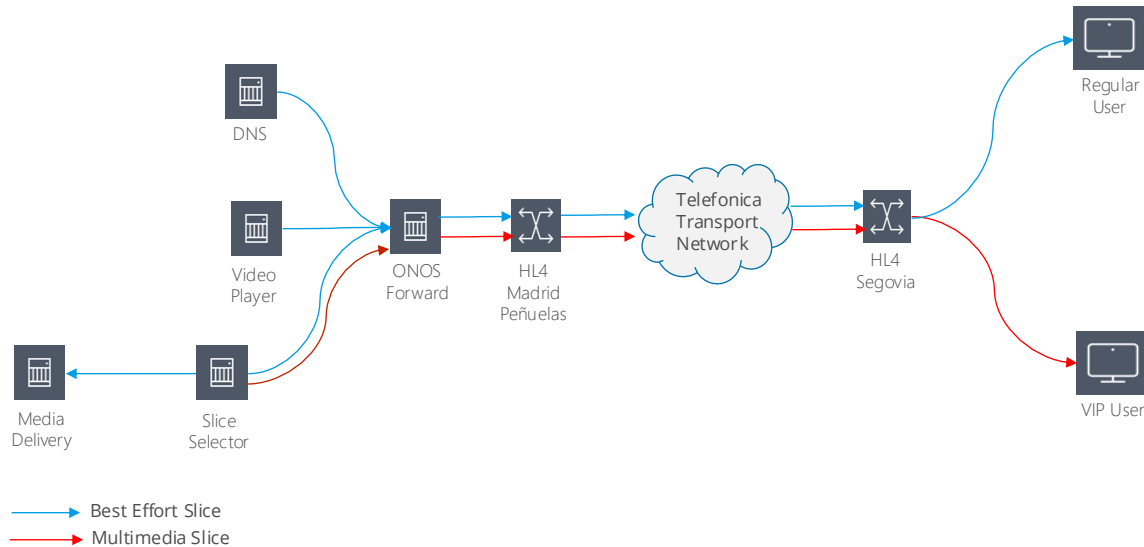 Regular
User
DNS
Telefonica
Transport
Network
Video
Player
ONOS
Forward
HL4
Madrid
Peñuelas
HL4
Segovia
Media
Delivery
Slice
Selector
VIP User
Best Effort Slice
Multimedia Slice